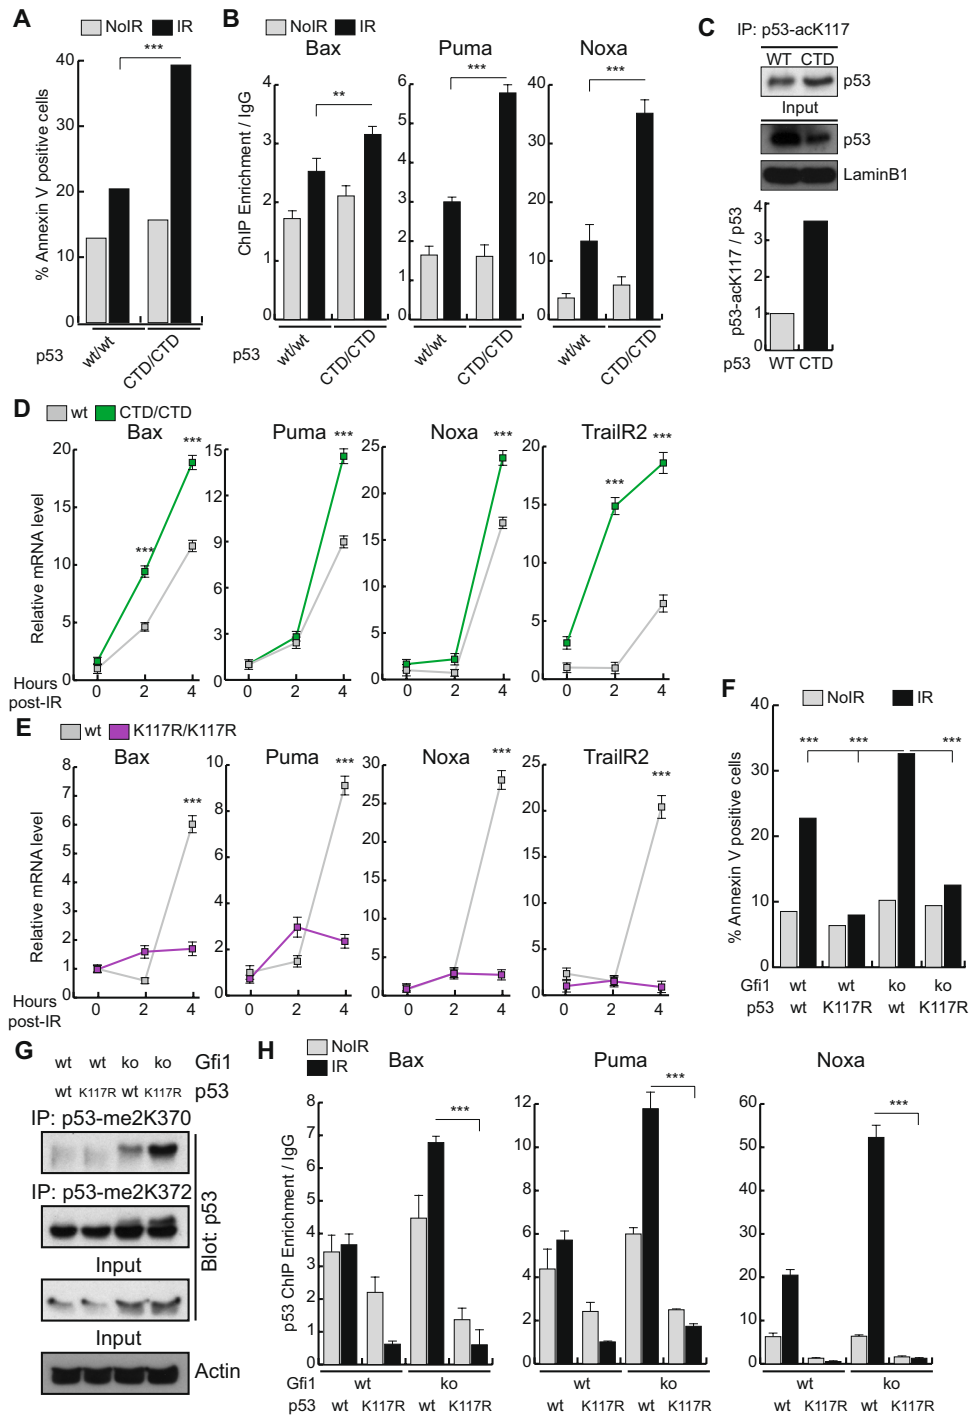 A
NoIR IR
***
% Annexin V positive cells
40
30
20
10
0
p53 wt/wt CTD/CTD
B
NoIR IR
Bax Puma Noxa
** *** ***
ChIP Enrichment / IgG
4
3
2
1
0
6
5
4
3
2
1
0
40
30
20
10
0
p53 wt/wt CTD/CTD wt/wt CTD/CTD wt/wt CTD/CTD
C
IP: p53-acK117
WT CTD
p53
Input
p53
LaminB1
p53-acK117 / p53
4
3
2
1
0
p53 WT CTD
D
wt CTD/CTD
Bax Puma Noxa TrailR2
*** *** *** *** *** ***
Relative mRNA level
20
15
10
5
0
15
12
9
6
3
0
25
20
15
10
5
0
20
15
10
5
0
Hours post-IR
0 2 4 0 2 4 0 2 4 0 2 4
E
wt K117R/K117R
Bax Puma Noxa TrailR2
*** *** *** ***
Relative mRNA level
8
7
6
5
4
3
2
1
0
10
8
6
4
2
0
30
25
20
15
10
5
0
25
20
15
10
5
0
Hours post-IR
0 2 4 0 2 4 0 2 4 0 2 4
F
NoIR IR
*** *** ***
% Annexin V positive cells
40
30
20
10
0
Gfi1 wt wt ko ko
p53 wt K117R wt K117R
G
wt wt ko ko Gfi1
wt K117R wt K117R p53
IP: p53-me2K370
IP: p53-me2K372
Input
Blot: p53
Input
Actin
H
NoIR
IR
Bax Puma Noxa
*** *** ***
p53 ChIP Enrichment / IgG
8
7
6
5
4
3
2
1
0
12
10
8
6
4
2
0
60
50
40
30
20
10
0
Gfi1 wt ko wt ko wt ko
p53 wt K117R wt K117R wt K117R wt K117R wt K117R wt K117R